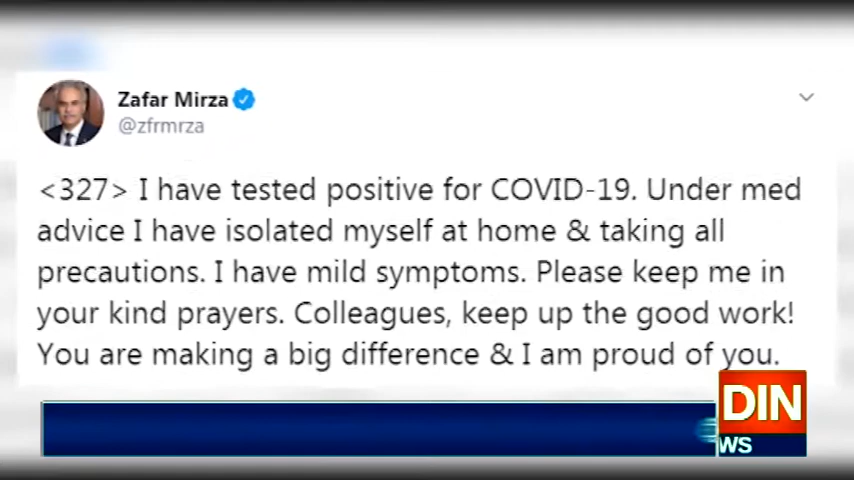 Zafar Mirza
@zfrmrza
<327> I have tested positive for COVID-19. Under med
advice I have isolated myself at home & taking all
precautions. I have mild symptoms. Please keep me in
your kind prayers. Colleagues, keep up the good work!
You are making a big difference & I am proud of you.
DIN
WS